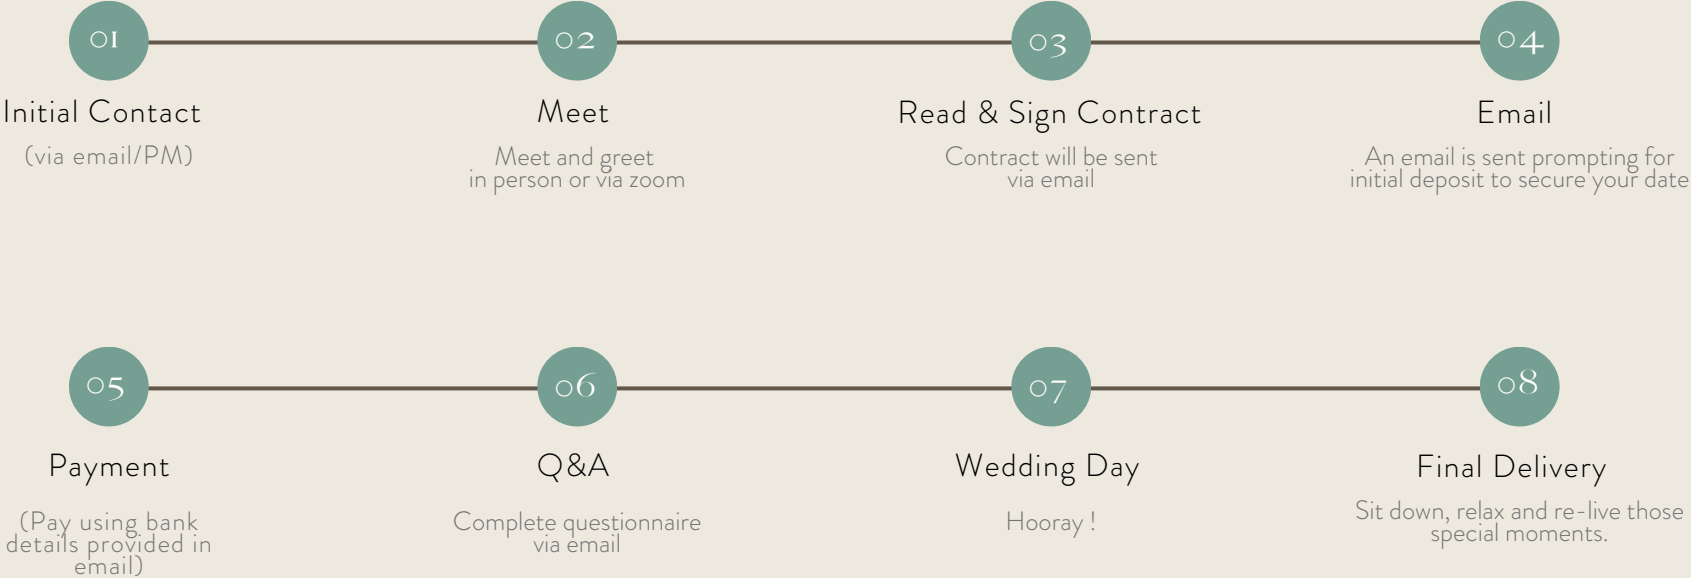 01
02
03
04
Initial Contact
Meet
Read & Sign Contract
Email
(via email/PM)
Meet and greet
in person or via zoom
Contract will be sent
via email
An email is sent prompting for
initial deposit to secure your date
05
06
07
08
Payment
Q&A
Wedding Day
Final Delivery
(Pay using bank
details provided in
email)
Complete questionnaire
via email
Hooray !
Sit down, relax and re-live those
special moments.